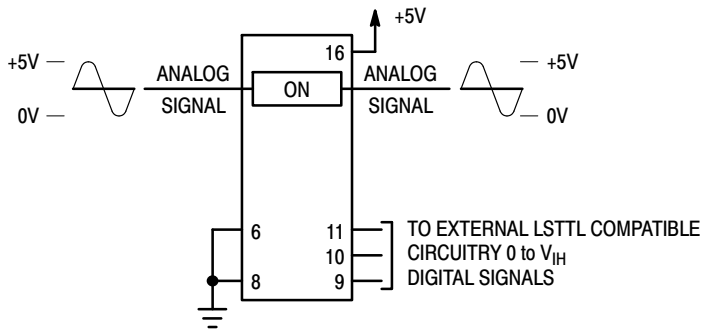 +5V
16
+5V
ANALOG
SIGNAL
0V
ON
ANALOG
SIGNAL
+5V
0V
6
8
11
10
9
TO EXTERNAL LSTTL COMPATIBLE
CIRCUITRY 0 to VIH
DIGITAL SIGNALS